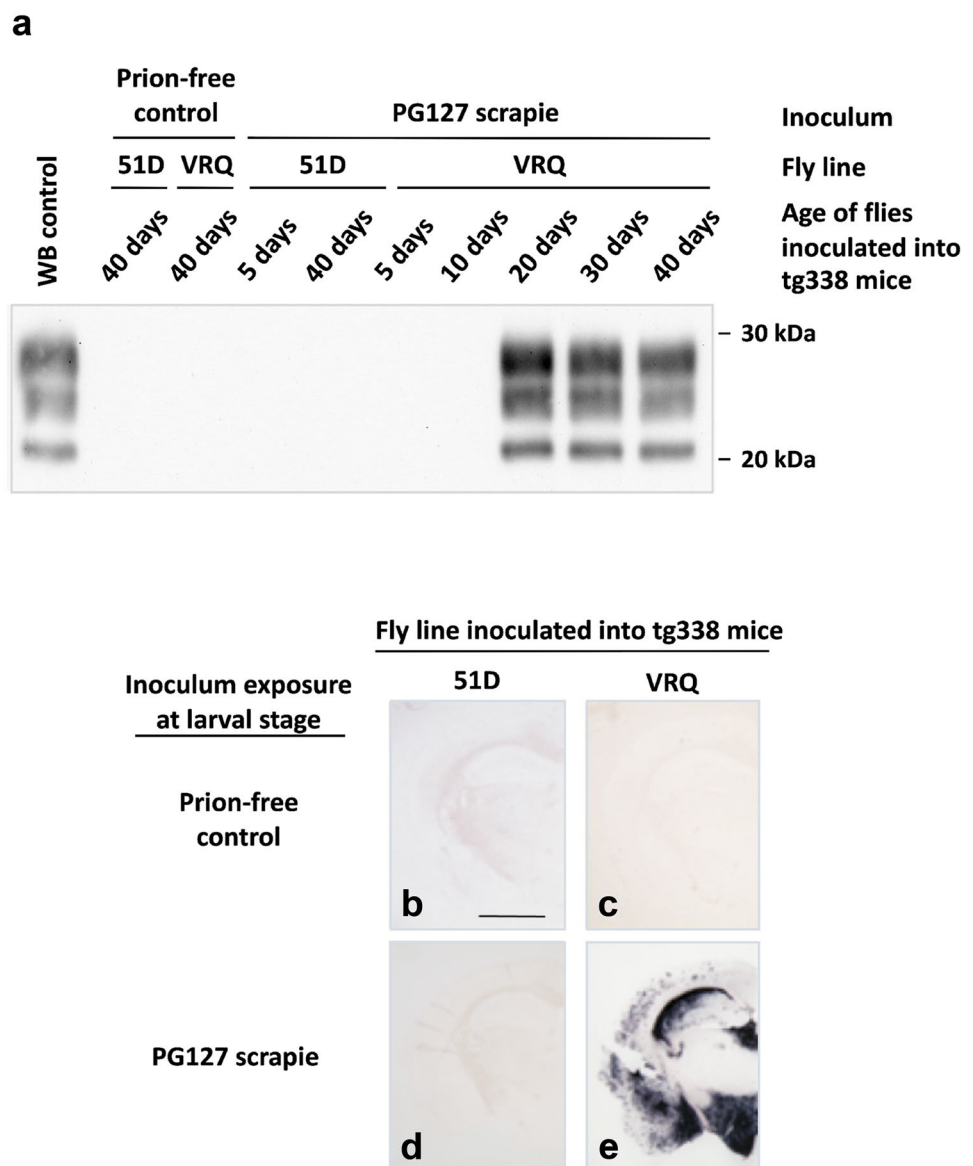 a
Prion-free
control
PG127 scrapie
Inoculum
51D
VRQ
51D
VRQ
Fly line
WB control
40 days
40 days
5 days
40 days
5 days
10 days
20 days
30 days
40 days
Age of flies
inoculated into
tg338 mice
30 kDa
20 kDa
Fly line inoculated into tg338 mice
51D
VRQ
Inoculum exposure
at larval stage
Prion-free
control
b
c
PG127 scrapie
d
e